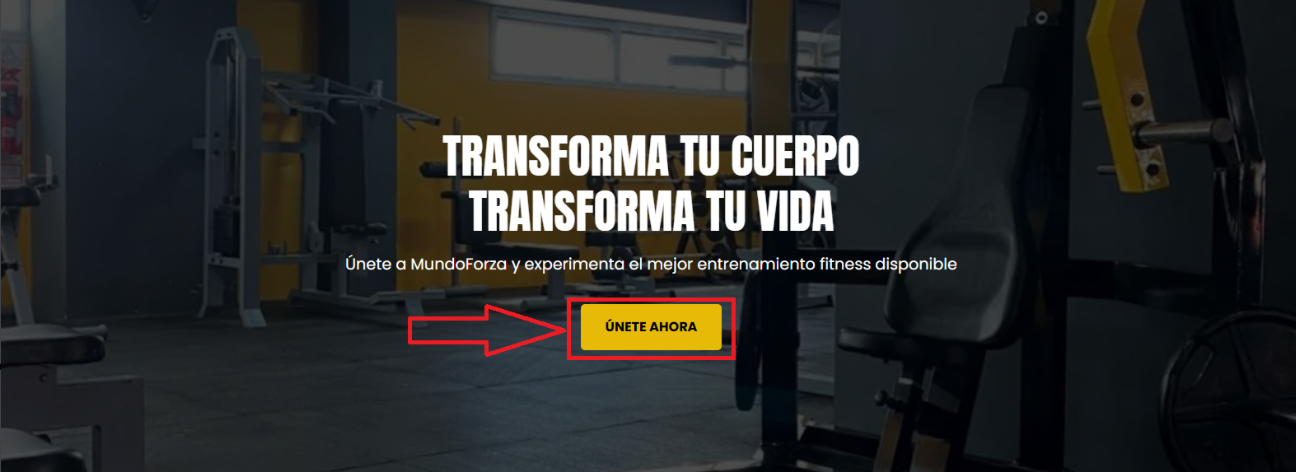 TRANSFORMA TU CUERPO
TRANSFORMA TU VIDA
Únete a MundoForza y experimenta el mejor entrenamiento fitness disponible
ÚNETE AHORA